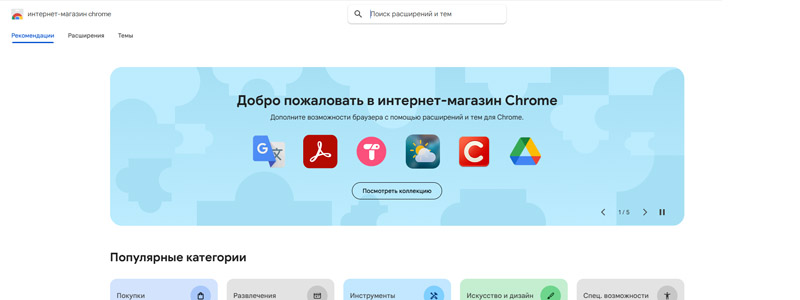 интернет-магазин chrome
Поиск расширений и тем
Рекомендации
Расширения
Темы
Добро пожаловать в интернет-магазин Chrome
Дополните возможности браузера с помощью расширений и тем для Chrome.
Посмотреть коллекцию
1 / 5
Популярные категории
Покупки
Развлечения
Инструменты
Искусство и дизайн
Спец. возможности